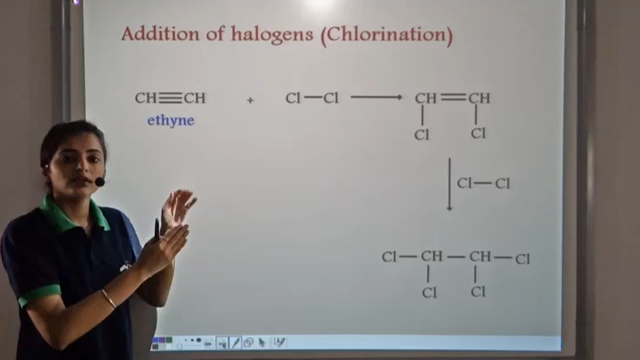 Addition of halogens (Chlorination)
CH≡CH + Cl—Cl ⟶ CH=CH
ethyne
Cl Cl
Cl—Cl
Cl—CH—CH—Cl
Cl Cl